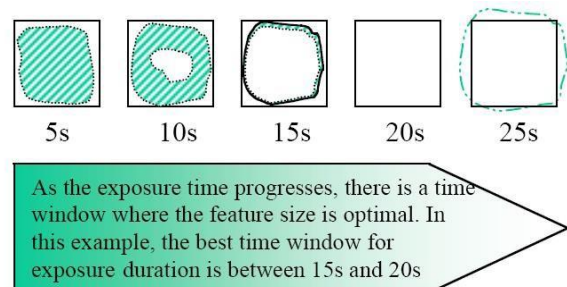 5s 10s 15s 20s 25s
As the exposure time progresses, there is a time
window where the feature size is optimal. In
this example, the best time window for
exposure duration is between 15s and 20s